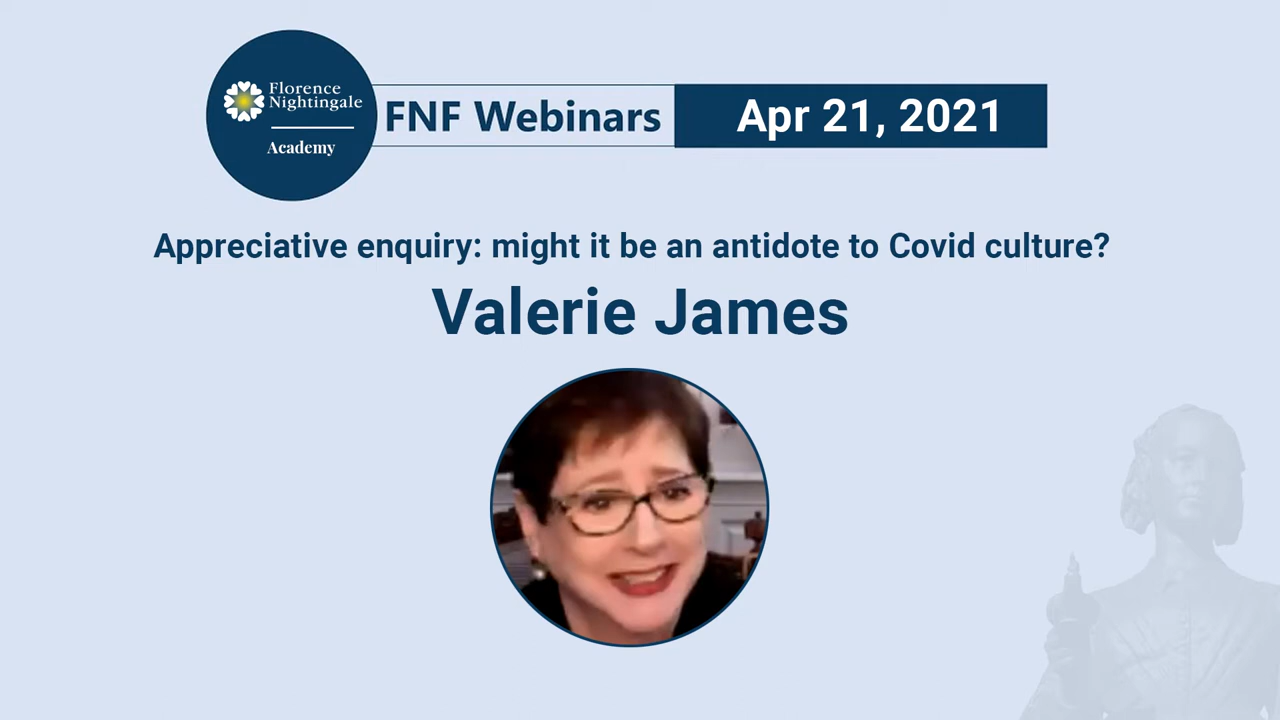 Florence
Nightingale
Academy
FNF Webinars
Apr 21, 2021
Appreciative enquiry: might it be an antidote to Covid culture?
Valerie James